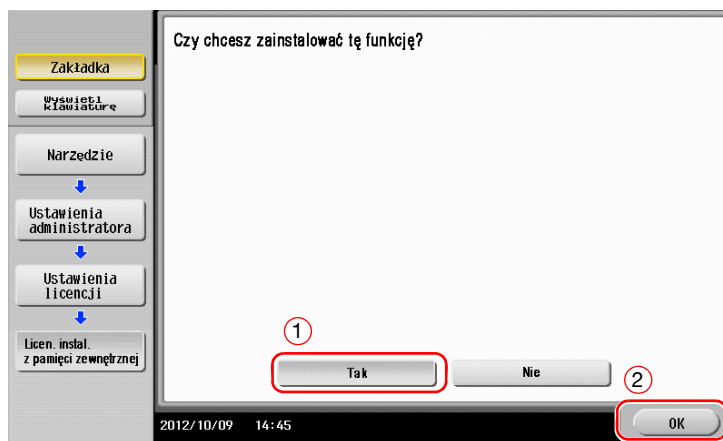 Czy chcesz zainstalować tę funkcję?
Zakładka
Wyświetl
klawiaturę
Narzędzie
Ustawienia
administratora
Ustawienia
licencji
Licen. instal.
z pamięci zewnętrznej
1
Tak
Nie
2
2012/10/09 14:45
OK